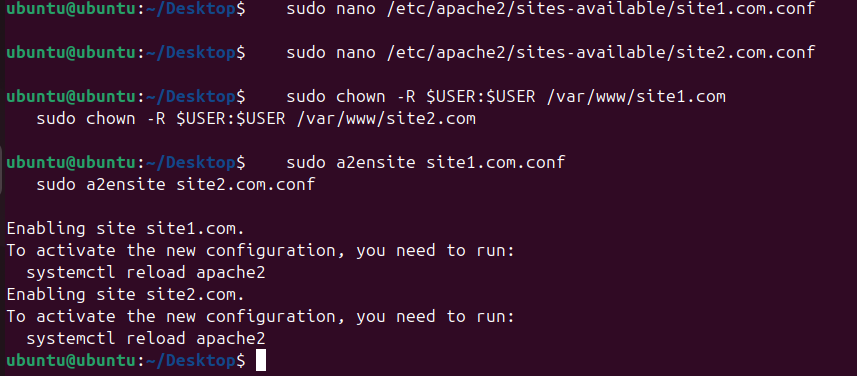 ubuntu@ubuntu:~/Desktop$    sudo nano /etc/apache2/sites-available/site1.com.conf
ubuntu@ubuntu:~/Desktop$    sudo nano /etc/apache2/sites-available/site2.com.conf
ubuntu@ubuntu:~/Desktop$    sudo chown -R $USER:$USER /var/www/site1.com
   sudo chown -R $USER:$USER /var/www/site2.com
ubuntu@ubuntu:~/Desktop$    sudo a2ensite site1.com.conf
   sudo a2ensite site2.com.conf
Enabling site site1.com.
To activate the new configuration, you need to run:
  systemctl reload apache2
Enabling site site2.com.
To activate the new configuration, you need to run:
  systemctl reload apache2
ubuntu@ubuntu:~/Desktop$